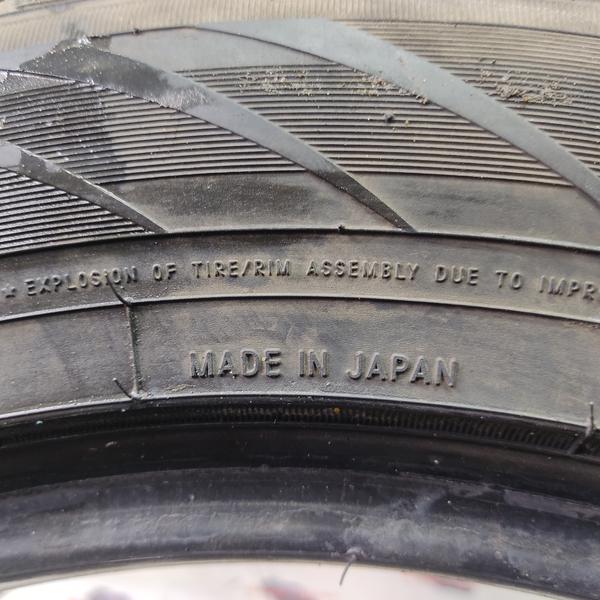 ★ EXPLOSION OF TIRE/RIM ASSEMBLY DUE TO IMPR
MADE IN JAPAN